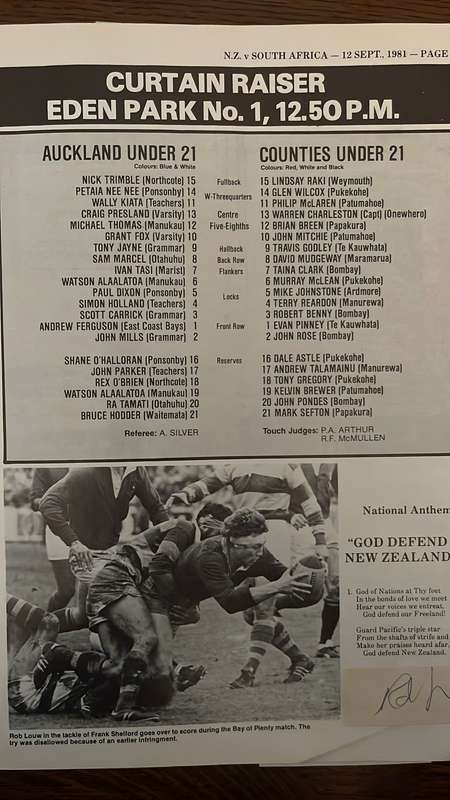 N.Z. v SOUTH AFRICA — 12 SEPT., 1981 — PAGE
CURTAIN RAISER
EDEN PARK No. 1, 12.50 P.M.
AUCKLAND UNDER 21
Colours: Blue & White
NICK TRIMBLE (Northcote) 15
PETAIA NEE NEE (Ponsonby) 14
WALLY KIATA (Teachers) 11
CRAIG PRESLAND (Varsity) 13
MICHAEL THOMAS (Manukau) 12
GRANT FOX (Varsity) 10
TONY JAYNE (Grammar) 9
SAM MARCEL (Otahuhu) 8
IVAN TASI (Marist) 7
WATSON ALAALATOA (Manukau) 6
PAUL DIXON (Ponsonby) 5
SIMON HOLLAND (Teachers) 4
SCOTT CARRICK (Grammar) 3
ANDREW FERGUSON (East Coast Bays) 1
JOHN MILLS (Grammar) 2
SHANE O'HALLORAN (Ponsonby) 16
JOHN PARKER (Teachers) 17
REX O'BRIEN (Northcote) 18
WATSON ALAALATOA (Manukau) 19
RA TAMATI (Otahuhu) 20
BRUCE HODDER (Waitemata) 21
Referee: A. SILVER
Fullback
W-Threequarters
Centre
Five-Eighths
Halfback
Back Row
Flankers
Locks
Front Row
Reserves
COUNTIES UNDER 21
Colours: Red, White and Black
15 LINDSAY RAKI (Weymouth)
14 GLEN WILCOX (Pukekohe)
11 PHILIP McLAREN (Patumahoe)
13 WARREN CHARLESTON (Capt) (Onewhero)
12 BRIAN BREEN (Papakura)
10 JOHN MITCHIE (Patumahoe)
9 TRAVIS GODLEY (Te Kauwhata)
8 DAVID MUDGEWAY (Maramarua)
7 TAINA CLARK (Bombay)
6 MURRAY McLEAN (Pukekohe)
5 MIKE JOHNSTONE (Ardmore)
4 TERRY REARDON (Manurewa)
3 ROBERT BENNY (Bombay)
1 EVAN PINNEY (Te Kauwhata)
2 JOHN ROSE (Bombay)
16 DALE ASTLE (Pukekohe)
17 ANDREW TALAMAINU (Manurewa)
18 TONY GREGORY (Pukekohe)
19 KELVIN BREWER (Patumahoe)
20 JOHN PONDES (Bombay)
21 MARK SEFTON (Papakura)
Touch Judges: P.A. ARTHUR
R.F. McMULLEN
National Anthem
"GOD DEFEND
NEW ZEALAND
1. God of Nations at Thy feet
In the bonds of love we meet
Hear our voices we entreat,
God defend our Freeland!
Guard Pacific's triple star
From the shafts of strife and
Make her praises heard afar,
God defend New Zealand.
Rob Louw in the tackle of Frank Shelford goes over to score during the Bay of Plenty match. The
try was disallowed because of an earlier infringment.